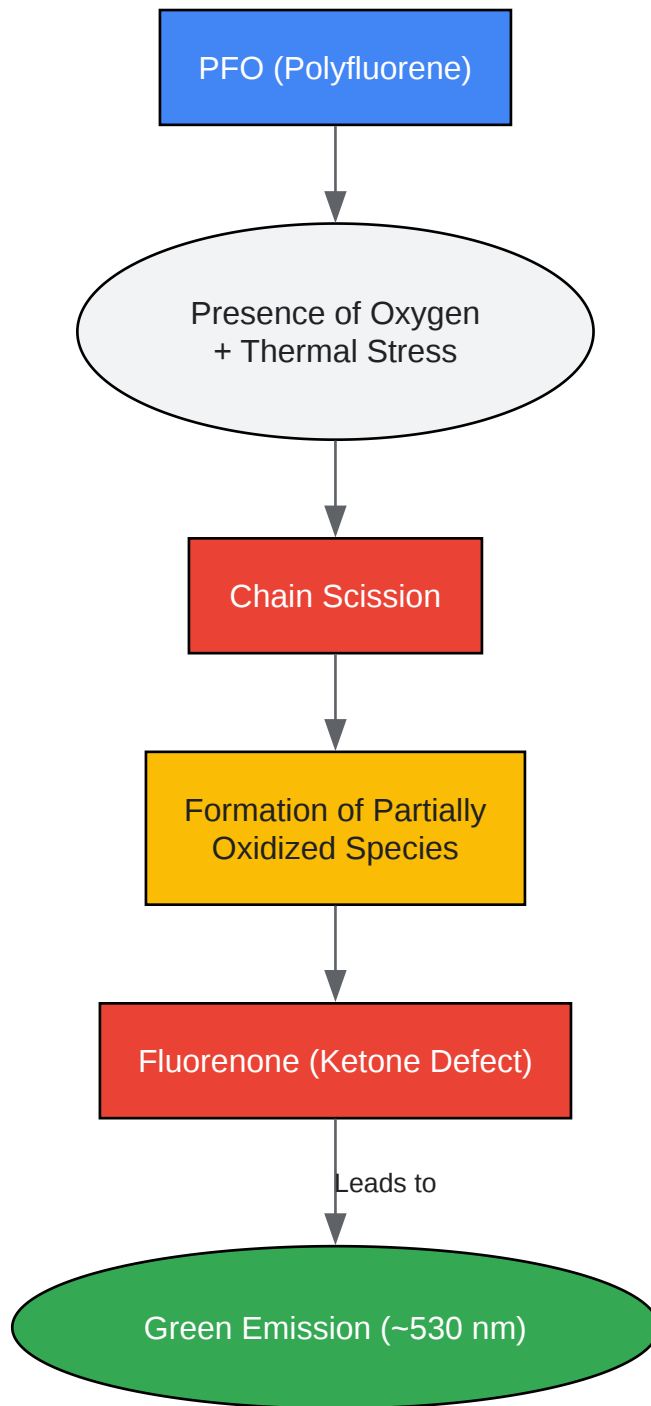 PFO (Polyfluorene)
Presence of Oxygen
+ Thermal Stress
Chain Scission
Formation of Partially
Oxidized Species
Fluorenone (Ketone Defect)
Leads to
Green Emission (~530 nm)